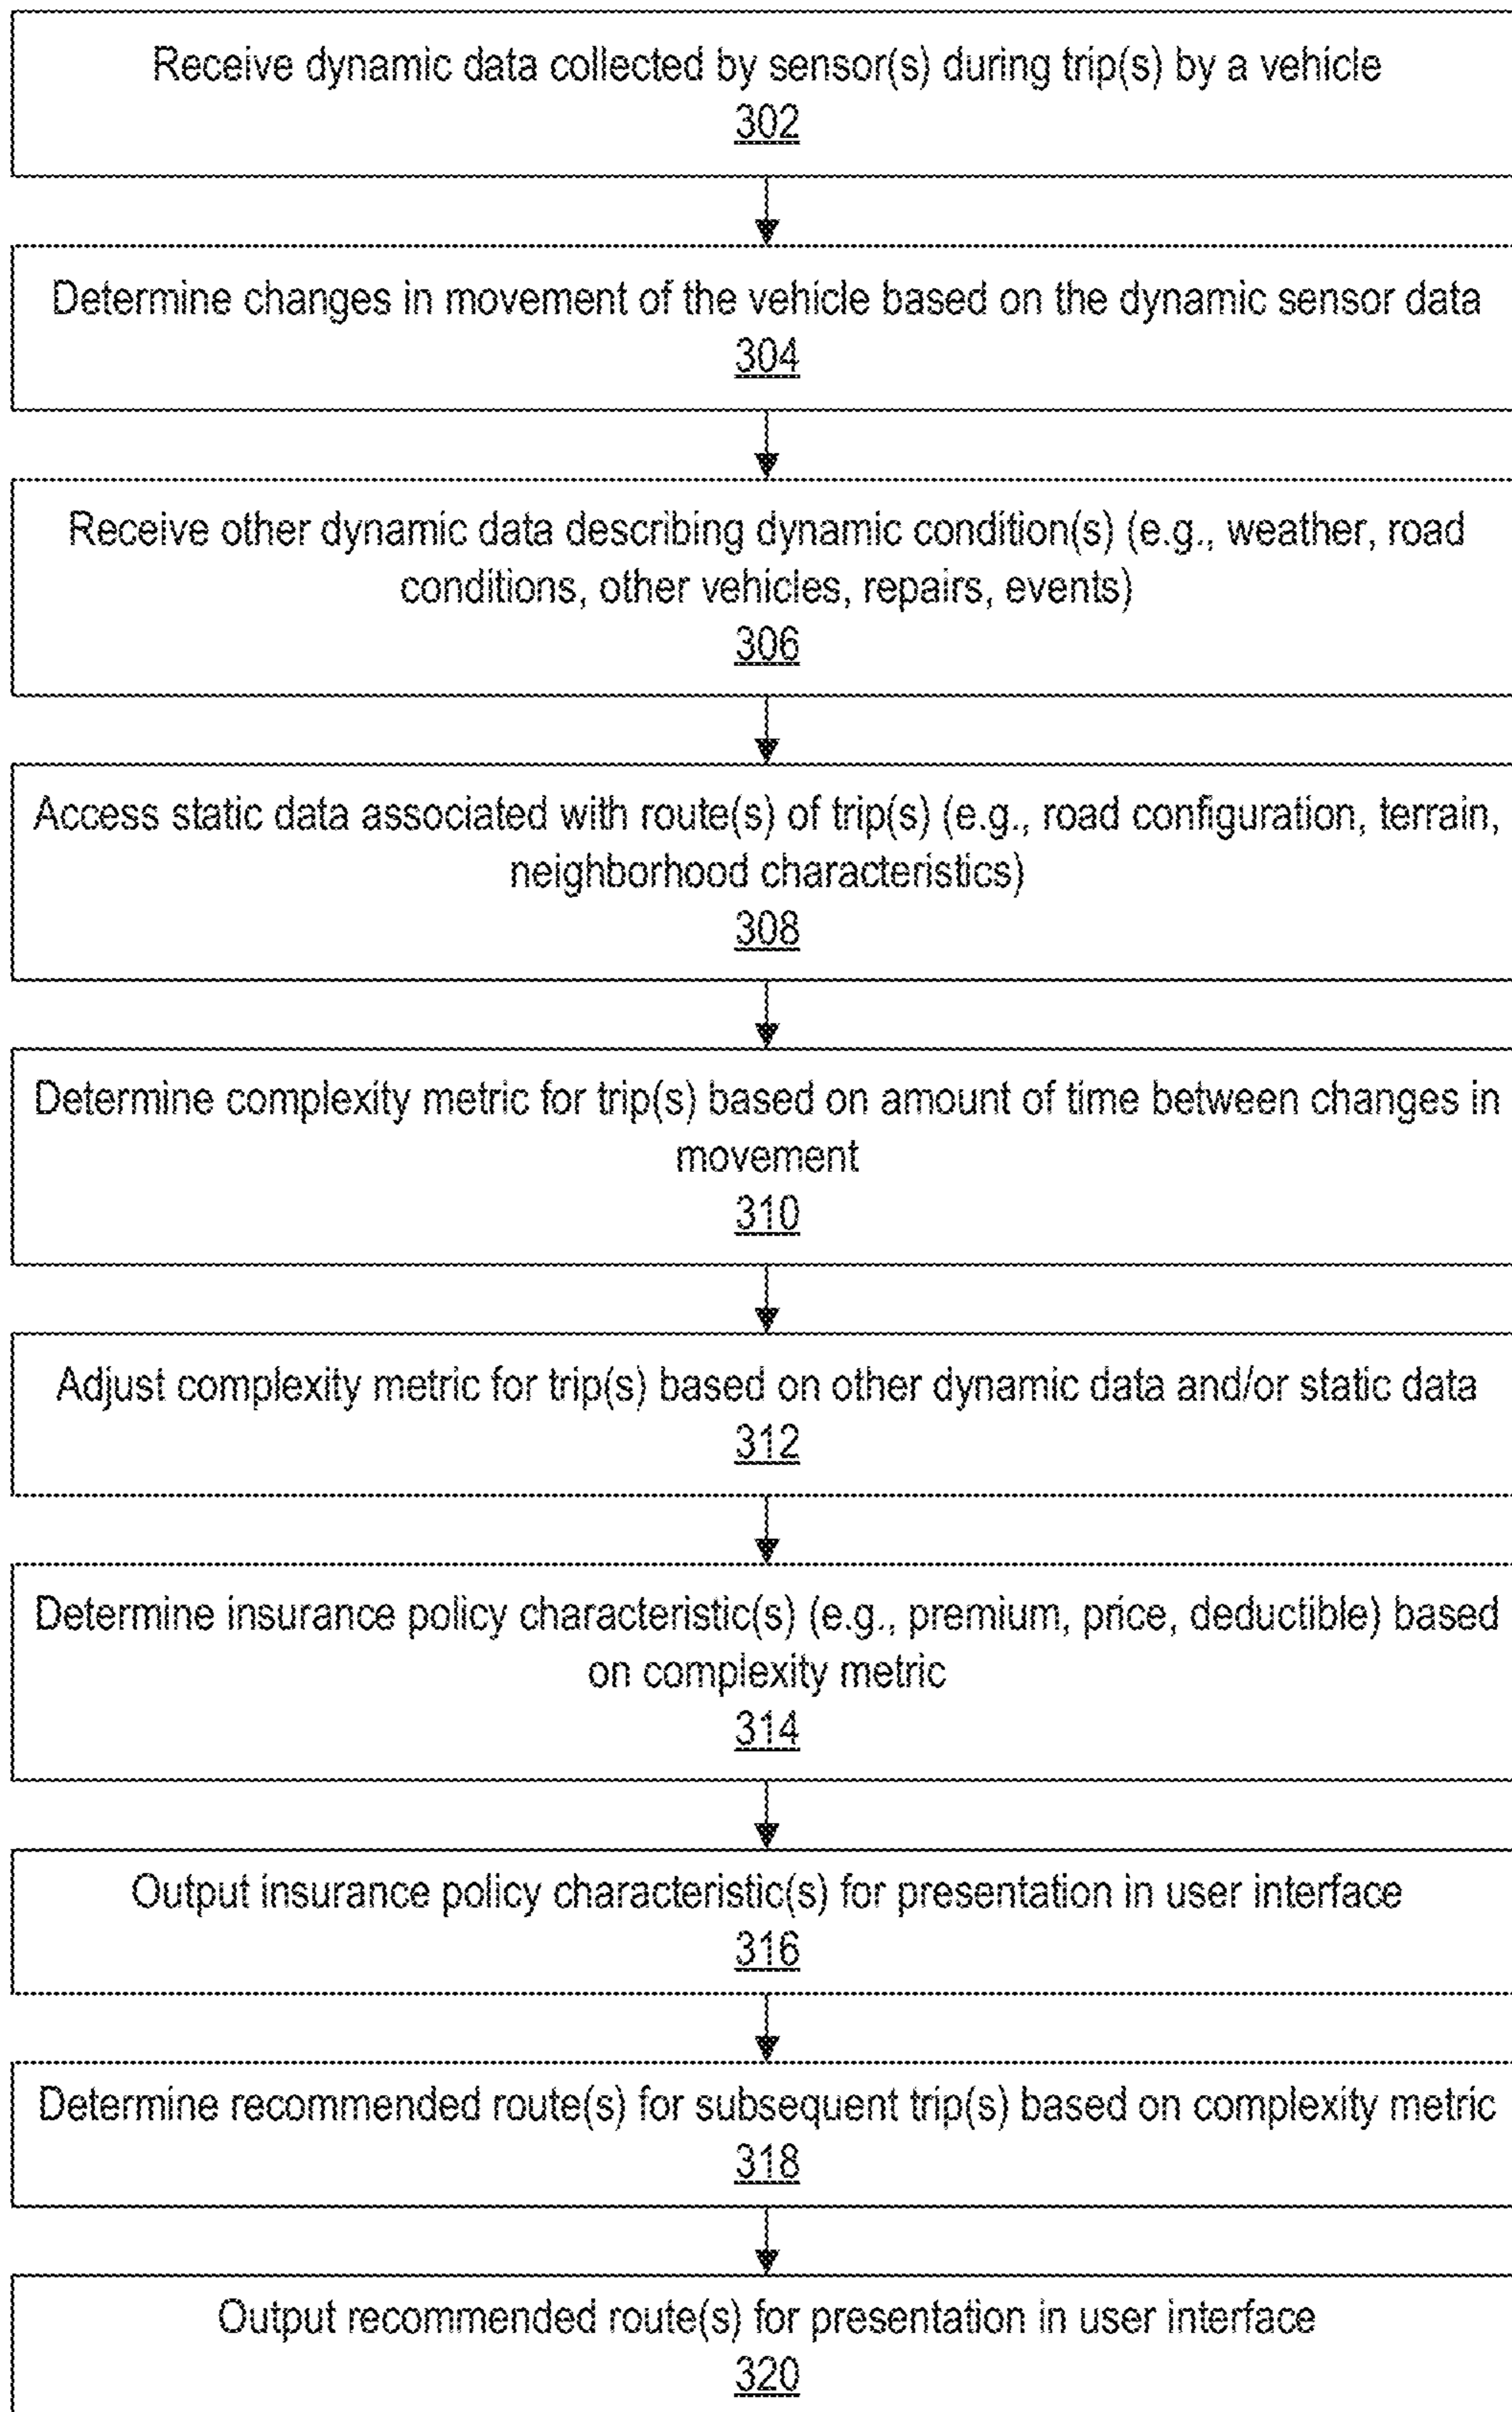 Receive dynamic data collected by sensor(s) during trip(s) by a vehicle
302
Determine changes in movement of the vehicle based on the dynamic sensor data
304
Receive other dynamic data describing dynamic condition(s) (e.g., weather, road
conditions, other vehicles, repairs, events)
306
Access static data associated with route(s) of trip(s) (e.g., road configuration, terrain,
neighborhood characteristics)
308
Determine complexity metric for trip(s) based on amount of time between changes in
movement
310
Adjust complexity metric for trip(s) based on other dynamic data and/or static data
312
Determine insurance policy characteristic(s) (e.g., premium, price, deductible) based
on complexity metric
314
Output insurance policy characteristic(s) for presentation in user interface
316
Determine recommended route(s) for subsequent trip(s) based on complexity metric
318
Output recommended route(s) for presentation in user interface
320